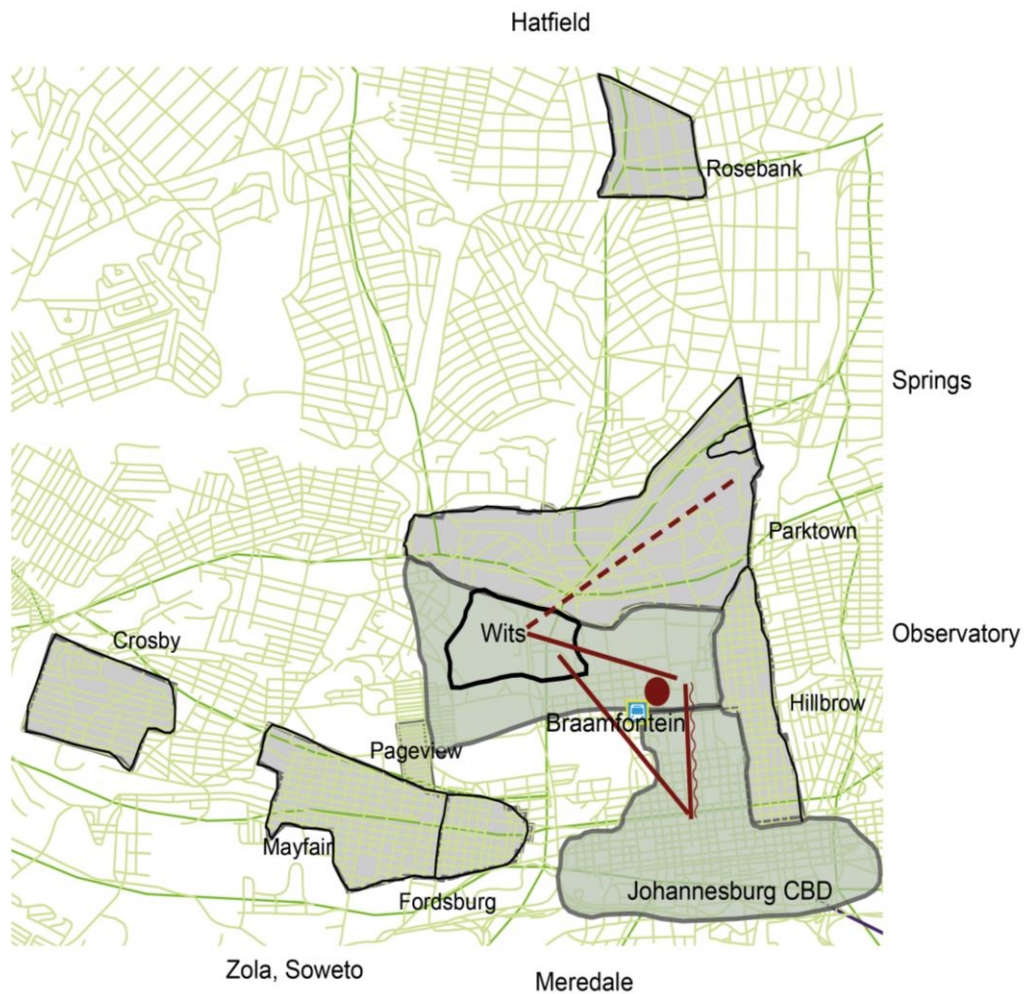 Hatfield
Rosebank
Springs
Parktown
Wits
Crosby
Observatory
Hillbrow
Braamfontein
Pageview
Mayfair
Johannesburg CBD
Fordsburg
Zola, Soweto
Meredale